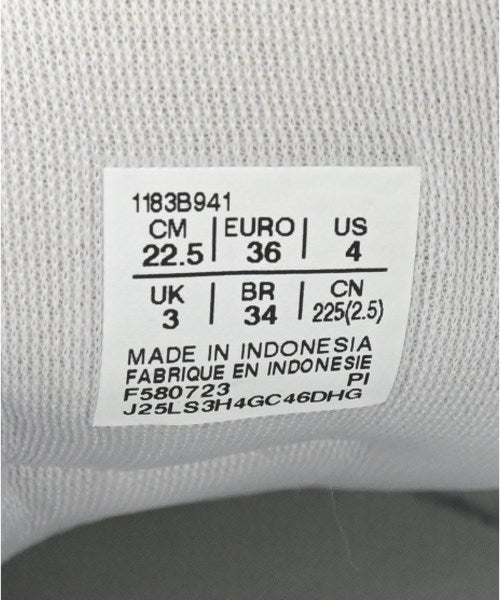 1183B941
CM | EURO | US
22.5 | 36 | 4
UK | BR | CN
3 | 34 | 225(2.5)
MADE IN INDONESIA
FABRIQUE EN INDONESIE
F580723 PI
J25LS3H4GC46DHG